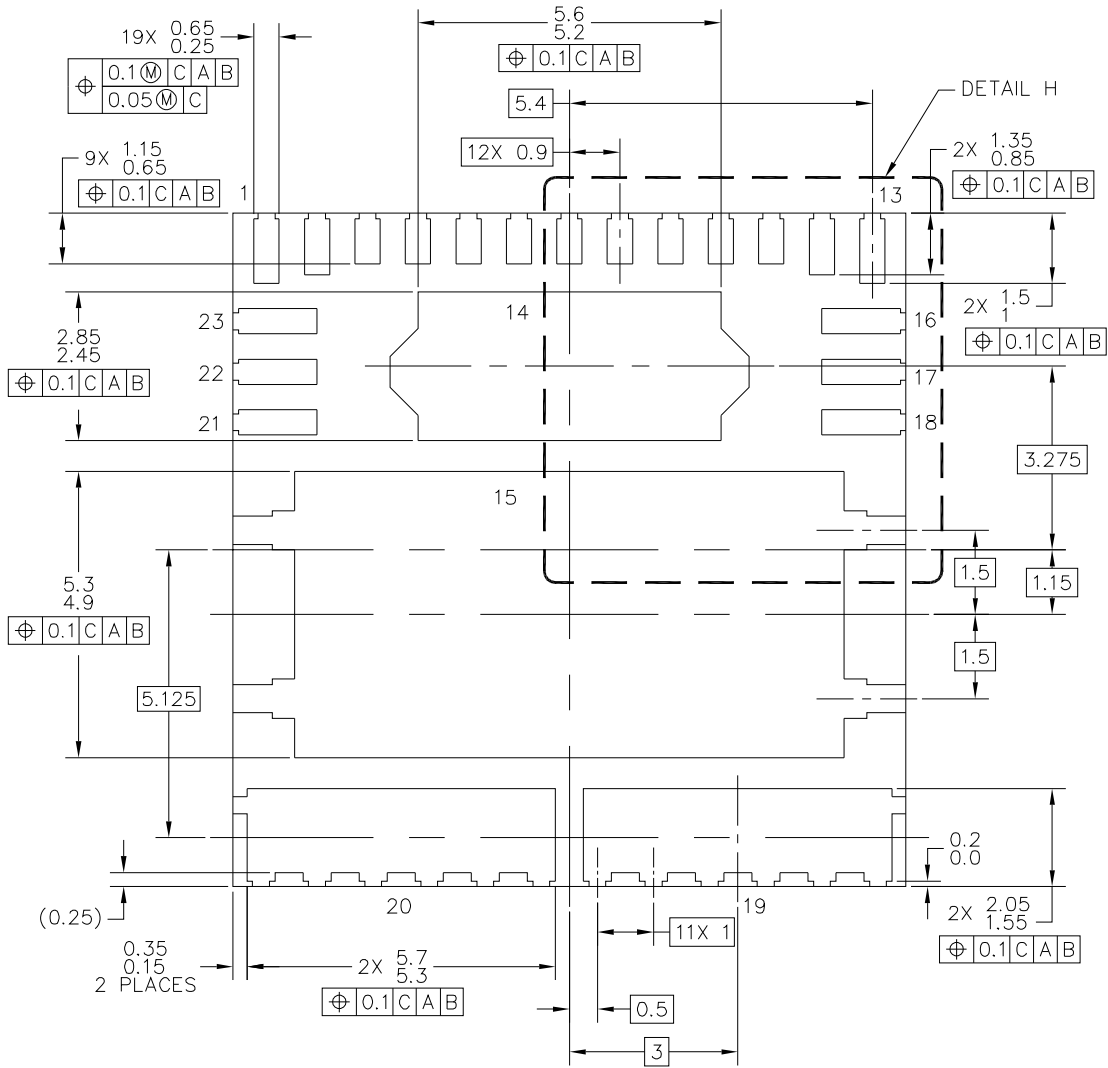 19X 0.65
0.25
0.1 Ⓜ C A B
0.05 Ⓜ C
5.6
5.2
⌖ 0.1 C A B
5.4
DETAIL H
12X 0.9
9X 1.15
0.65
⌖ 0.1 C A B
2X 1.35
0.85
⌖ 0.1 C A B
1
13
14
23
22
21
16
17
18
2X 1.5
1
⌖ 0.1 C A B
2.85
2.45
⌖ 0.1 C A B
3.275
15
1.5
1.15
5.3
4.9
⌖ 0.1 C A B
1.5
5.125
0.2
0.0
(0.25)
20
19
2X 2.05
1.55
⌖ 0.1 C A B
11X 1
0.35
0.15
2 PLACES
2X 5.7
5.3
⌖ 0.1 C A B
0.5
3